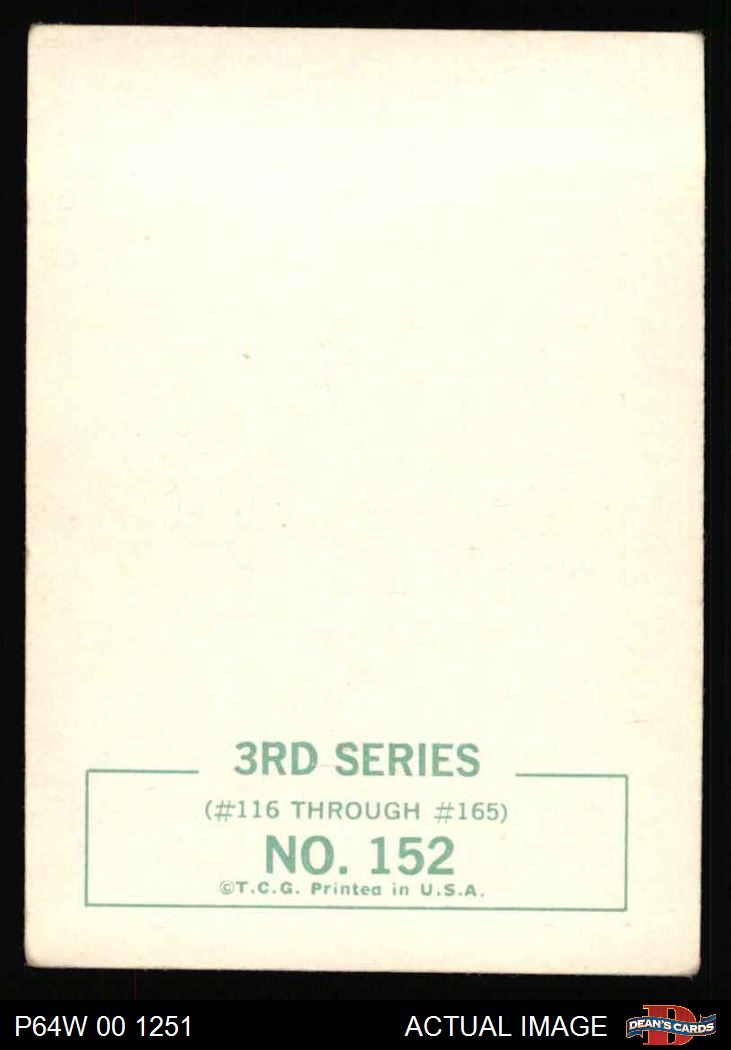 3RD SERIES
(#116 THROUGH #165)
NO. 152
©T.C.G. Printed in U.S.A.
P64W 00 1251
ACTUAL IMAGE
DEAN'S CARDS